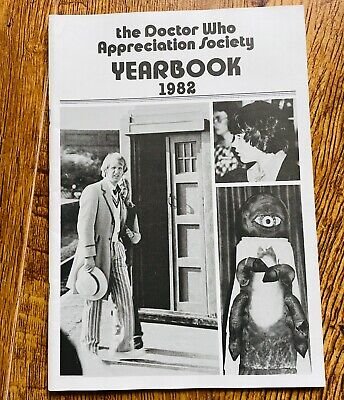 the Doctor Who
Appreciation Society
YEARBOOK
1982